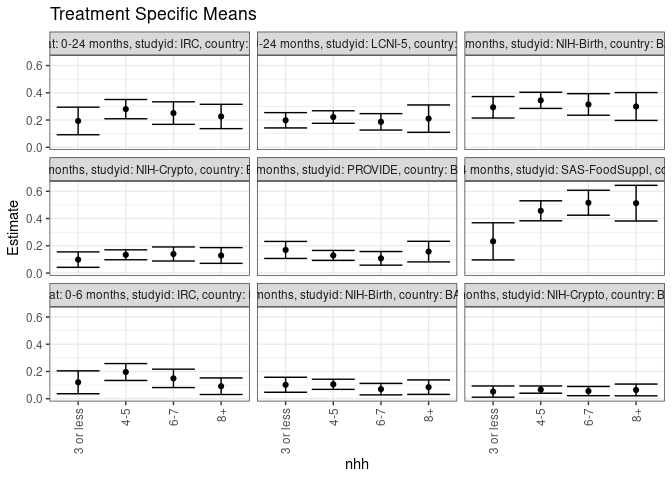 Treatment Specific Means
at: 0-24 months, studyid: IRC, country:
-24 months, studyid: LCNI-5, country:
months, studyid: NIH-Birth, country: B
0.6
0.4
0.2
0.0
months, studyid: NIH-Crypto, country: B
months, studyid: PROVIDE, country: B
4 months, studyid: SAS-FoodSuppl, co
0.6
0.4
0.2
0.0
at: 0-6 months, studyid: IRC, country:
months, studyid: NIH-Birth, country: BA
months, studyid: NIH-Crypto, country: B
0.6
0.4
0.2
0.0
Estimate
3 or less
4-5
6-7
8+
3 or less
4-5
6-7
8+
3 or less
4-5
6-7
8+
nhh